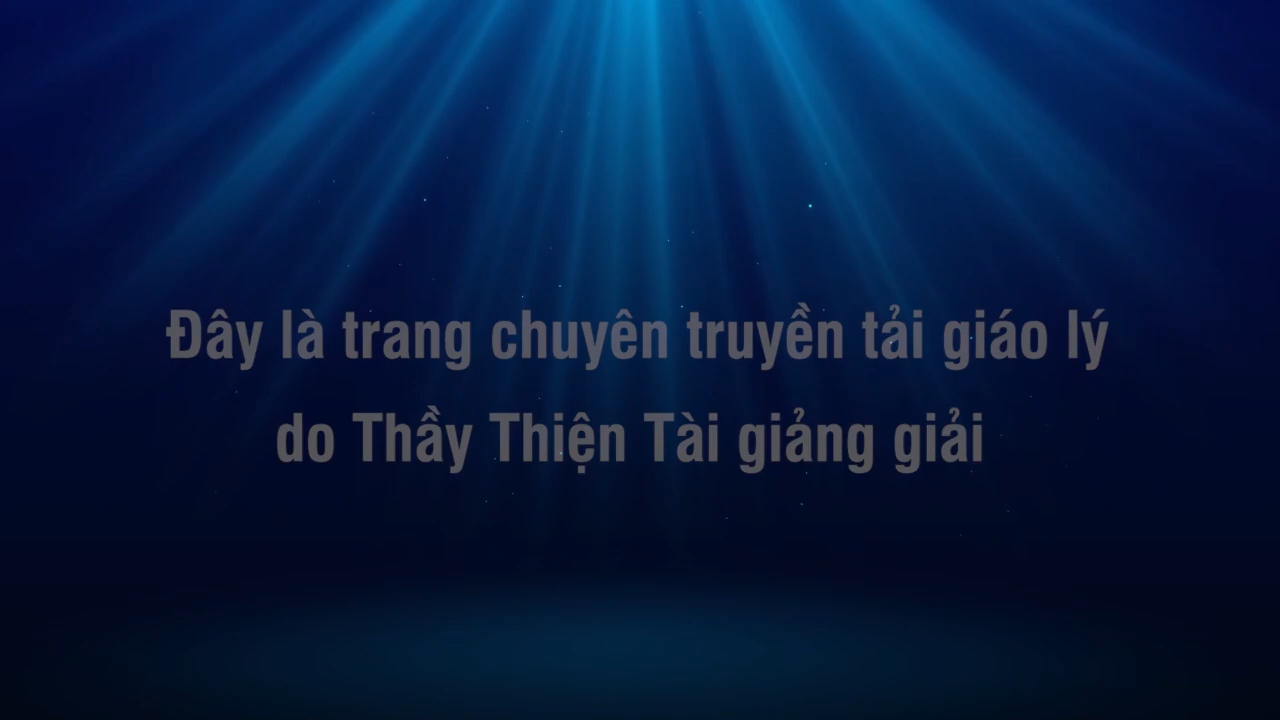 Đây là trang chuyên truyền tải giáo lý
do Thầy Thiện Tài giảng giải